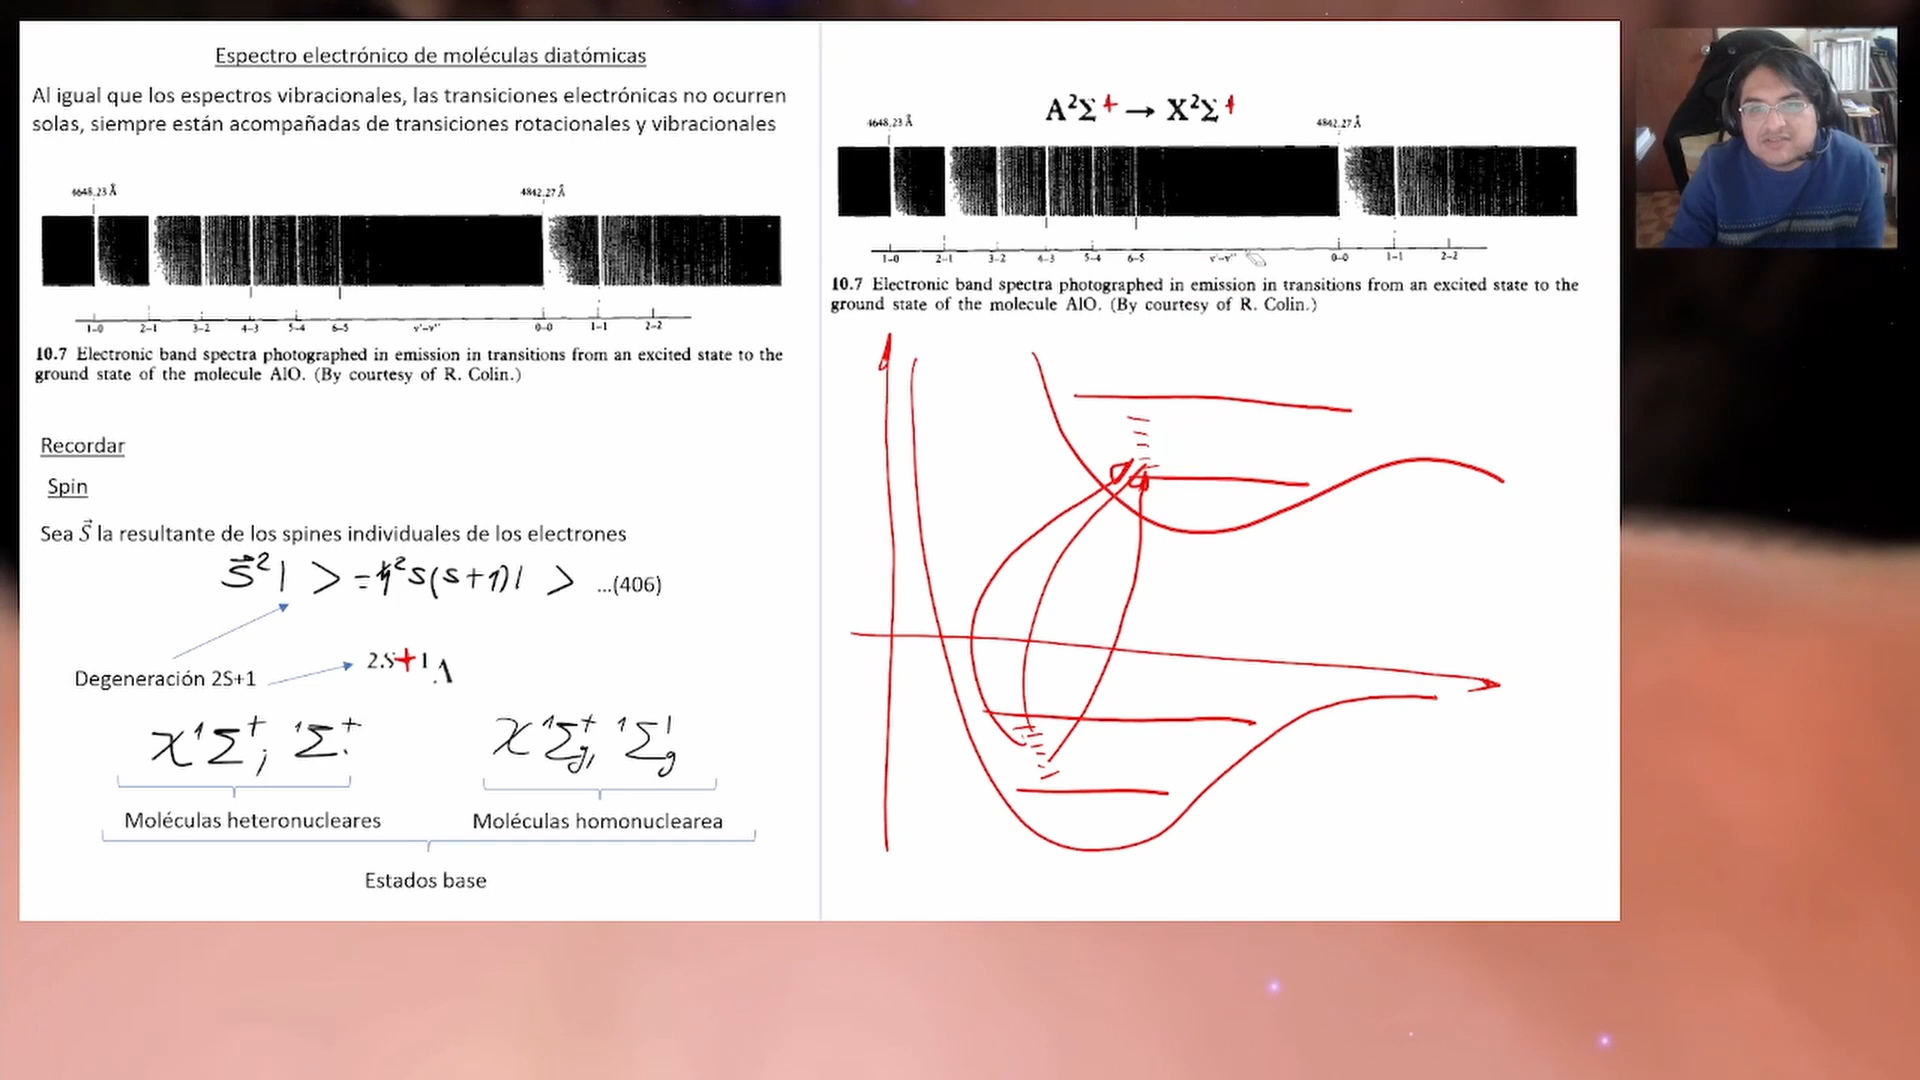 Espectro electrónico de moléculas diatómicas
Al igual que los espectros vibracionales, las transiciones electrónicas no ocurren
solas, siempre están acompañadas de transiciones rotacionales y vibracionales
4648.23 Å 4842.27 Å
1–0 2–1 3–2 4–3 5–4 6–5 v'–v'' 0–0 1–1 2–2
10.7 Electronic band spectra photographed in emission in transitions from an excited state to the
ground state of the molecule AlO. (By courtesy of R. Colin.)
Recordar
Spin
Sea S⃗ la resultante de los spines individuales de los electrones
S⃗²| > = ħ²S(S+1)| > ...(406)
Degeneración 2S+1
2S+1Λ
X¹Σ⁺; ¹Σ⁺ X¹Σg⁺, ¹Σg
Moléculas heteronucleares Moléculas homonuclearea
Estados base
A²Σ⁺ → X²Σ⁺
4648.23 Å 4842.27 Å
1–0 2–1 3–2 4–3 5–4 6–5 v'–v'' 0–0 1–1 2–2
10.7 Electronic band spectra photographed in emission in transitions from an excited state to the
ground state of the molecule AlO. (By courtesy of R. Colin.)